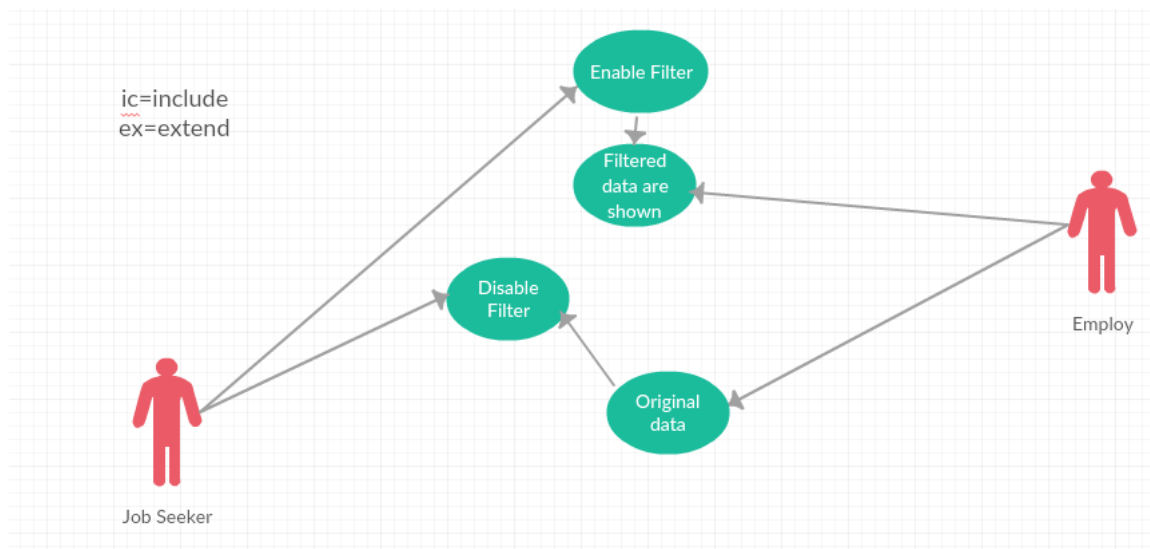 ic=include
ex=extend
Enable Filter
Filtered
data are
shown
Disable
Filter
Original
data
Employ
Job Seeker